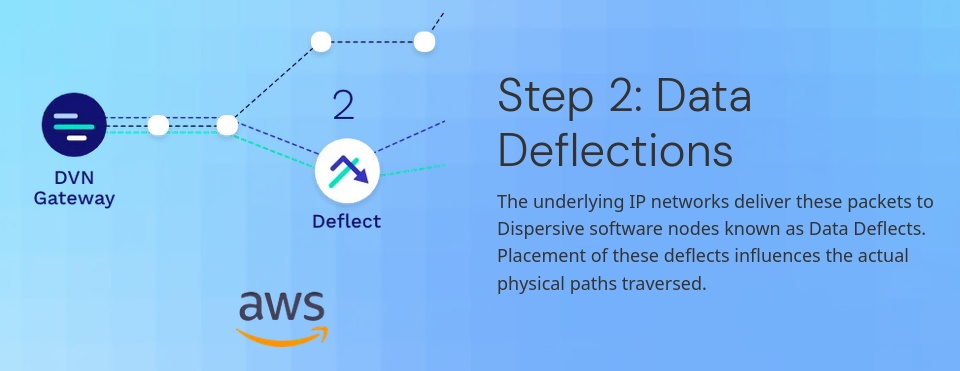 2
DVN
Gateway
Deflect
aws
Step 2: Data
Deflections
The underlying IP networks deliver these packets to
Dispersive software nodes known as Data Deflects.
Placement of these deflects influences the actual
physical paths traversed.